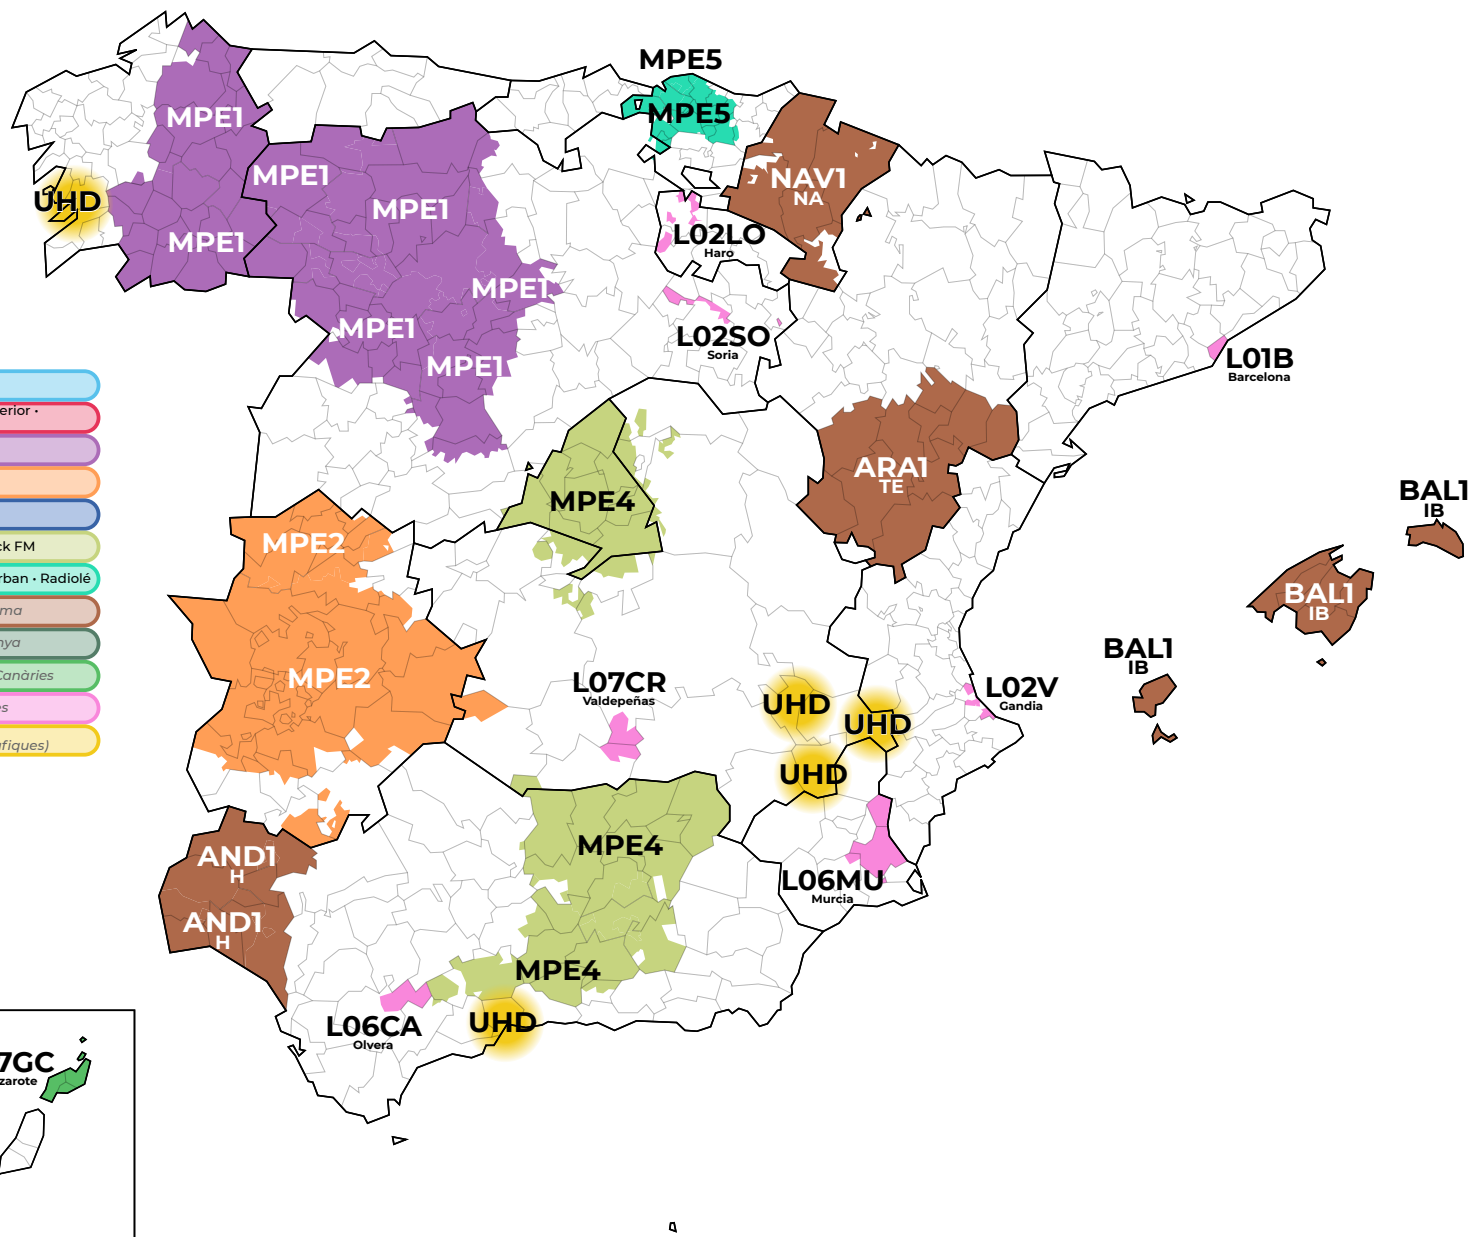 MPE5
MPE5
MPE1
MPE1
NAV1
NA
UHD
MPE1
MPE1
L02LO
Haro
MPE1
MPE1
L02SO
Soria
MPE1
L01B
Barcelona
erior ·
ARA1
TE
MPE4
BAL1
IB
ck FM
MPE2
rban · Radiolé
BAL1
IB
ma
nya
BAL1
IB
Canàries
MPE2
L07CR
Valdepeñas
L02V
Gandia
es
UHD
UHD
afiques)
UHD
MPE4
AND1
H
L06MU
Murcia
AND1
H
MPE4
L06CA
Olvera
UHD
7GC
zarote